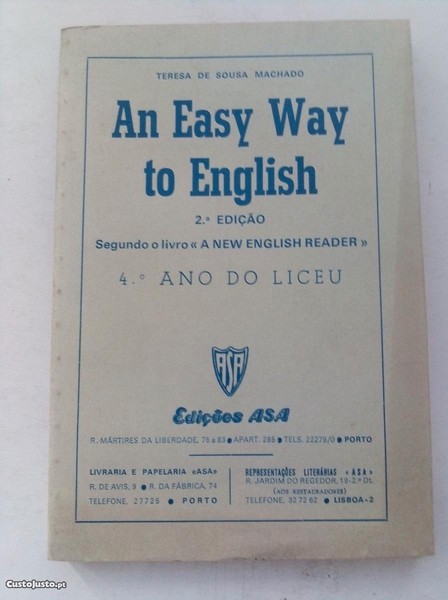 TERESA DE SOUSA MACHADO
An Easy Way
to English
2.ª EDIÇÃO
Segundo o livro « A NEW ENGLISH READER »
4.º ANO DO LICEU
ASA
Edições ASA
R. MÁRTIRES DA LIBERDADE, 76 a 83 ● APART. 285 ● TELS. 22279/0 ● PORTO
LIVRARIA E PAPELARIA «ASA»
R. DE AVIS, 9 ● R. DA FÁBRICA, 74
TELEFONE, 27725 ● PORTO
REPRESENTAÇÕES LITERÁRIAS «ASA»
R. JARDIM DO REGEDOR, 19-2.º Dt.
(AOS RESTAURADORES)
TELEFONE, 32 72 62 ● LISBOA-2
CustoJusto.pt